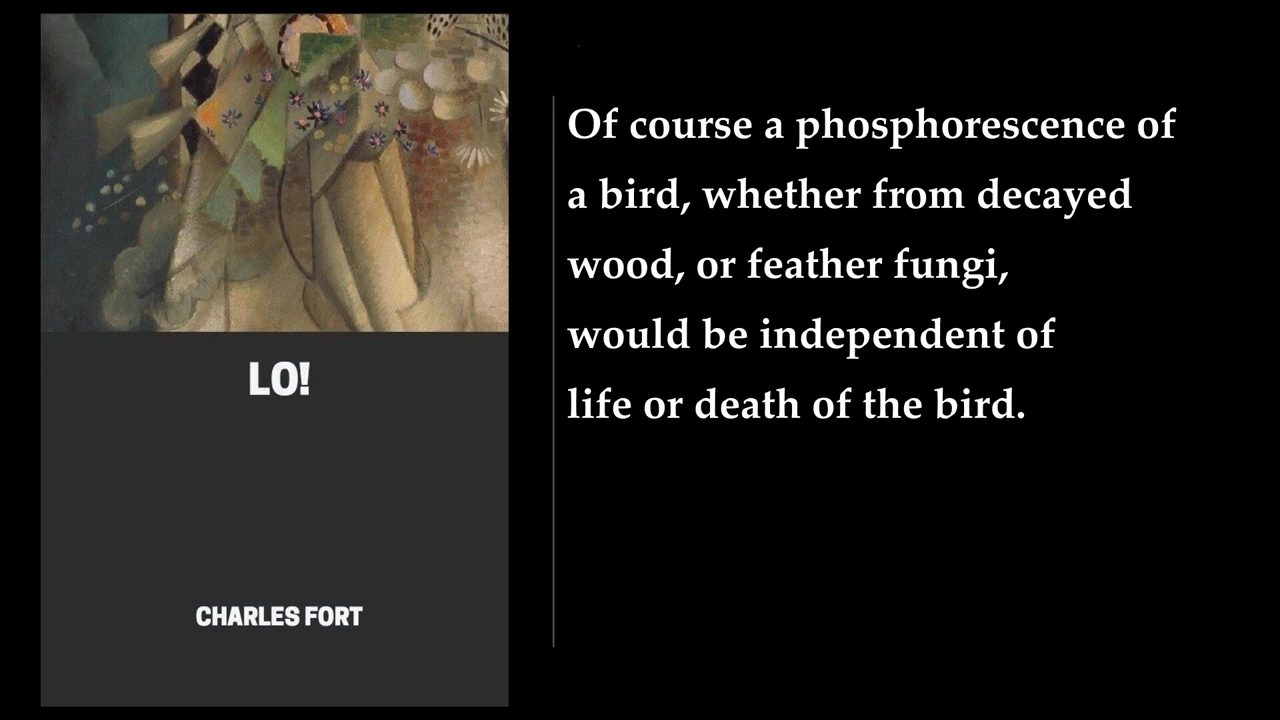 LO!
CHARLES FORT
Of course a phosphorescence of
a bird, whether from decayed
wood, or feather fungi,
would be independent of
life or death of the bird.